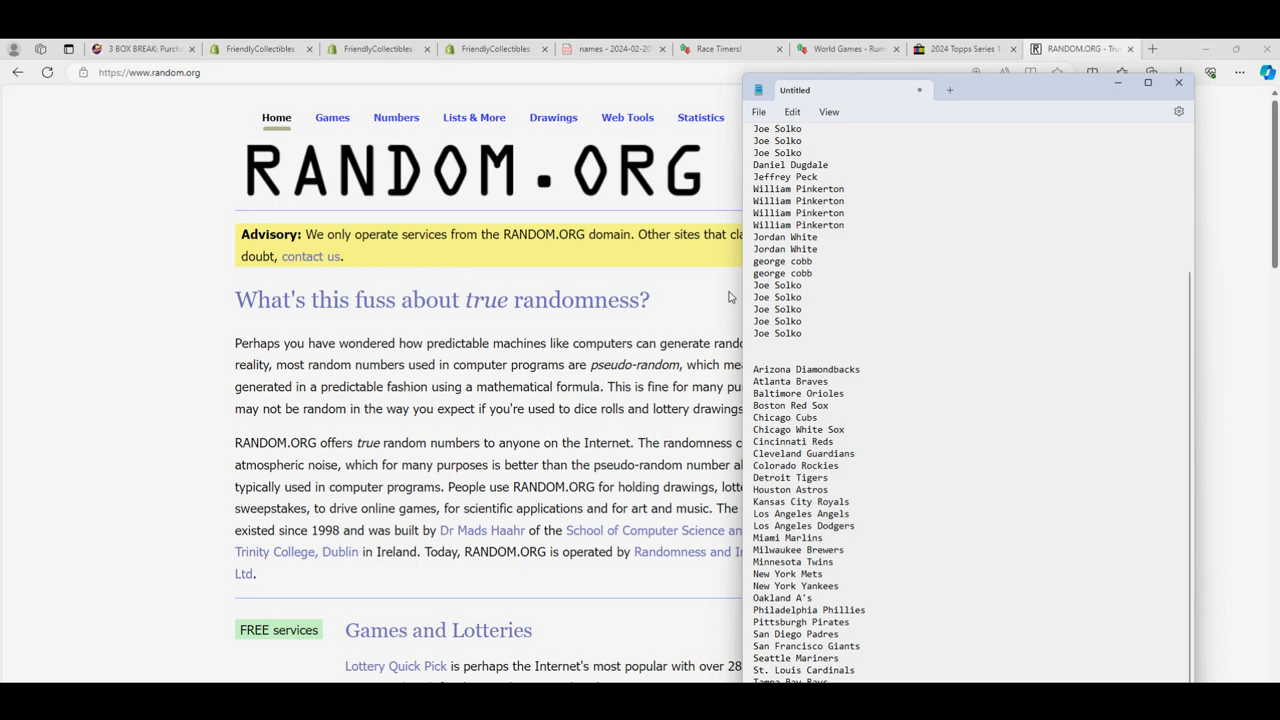 3 BOX BREAK: Purch
FriendlyCollectibles
FriendlyCollectibles
FriendlyCollectibles
names - 2024-02-20
Race Timers!
World Games - Runn
2024 Topps Series 1
RANDOM.ORG - Tru
https://www.random.org
Home
Games
Numbers
Lists & More
Drawings
Web Tools
Statistics
RANDOM.ORG
Advisory: We only operate services from the RANDOM.ORG domain. Other sites that cla
doubt, contact us.
What's this fuss about true randomness?
Perhaps you have wondered how predictable machines like computers can generate rando
reality, most random numbers used in computer programs are pseudo-random, which mea
generated in a predictable fashion using a mathematical formula. This is fine for many pu
may not be random in the way you expect if you're used to dice rolls and lottery drawings
RANDOM.ORG offers true random numbers to anyone on the Internet. The randomness c
atmospheric noise, which for many purposes is better than the pseudo-random number al
typically used in computer programs. People use RANDOM.ORG for holding drawings, lotte
sweepstakes, to drive online games, for scientific applications and for art and music. The
existed since 1998 and was built by Dr Mads Haahr of the School of Computer Science an
Trinity College, Dublin in Ireland. Today, RANDOM.ORG is operated by Randomness and In
Ltd.
FREE services
Games and Lotteries
Lottery Quick Pick is perhaps the Internet's most popular with over 28
Untitled
File
Edit
View
Joe Solko
Joe Solko
Joe Solko
Daniel Dugdale
Jeffrey Peck
William Pinkerton
William Pinkerton
William Pinkerton
William Pinkerton
Jordan White
Jordan White
george cobb
george cobb
Joe Solko
Joe Solko
Joe Solko
Joe Solko
Joe Solko
Arizona Diamondbacks
Atlanta Braves
Baltimore Orioles
Boston Red Sox
Chicago Cubs
Chicago White Sox
Cincinnati Reds
Cleveland Guardians
Colorado Rockies
Detroit Tigers
Houston Astros
Kansas City Royals
Los Angeles Angels
Los Angeles Dodgers
Miami Marlins
Milwaukee Brewers
Minnesota Twins
New York Mets
New York Yankees
Oakland A's
Philadelphia Phillies
Pittsburgh Pirates
San Diego Padres
San Francisco Giants
Seattle Mariners
St. Louis Cardinals
Tampa Bay Rays